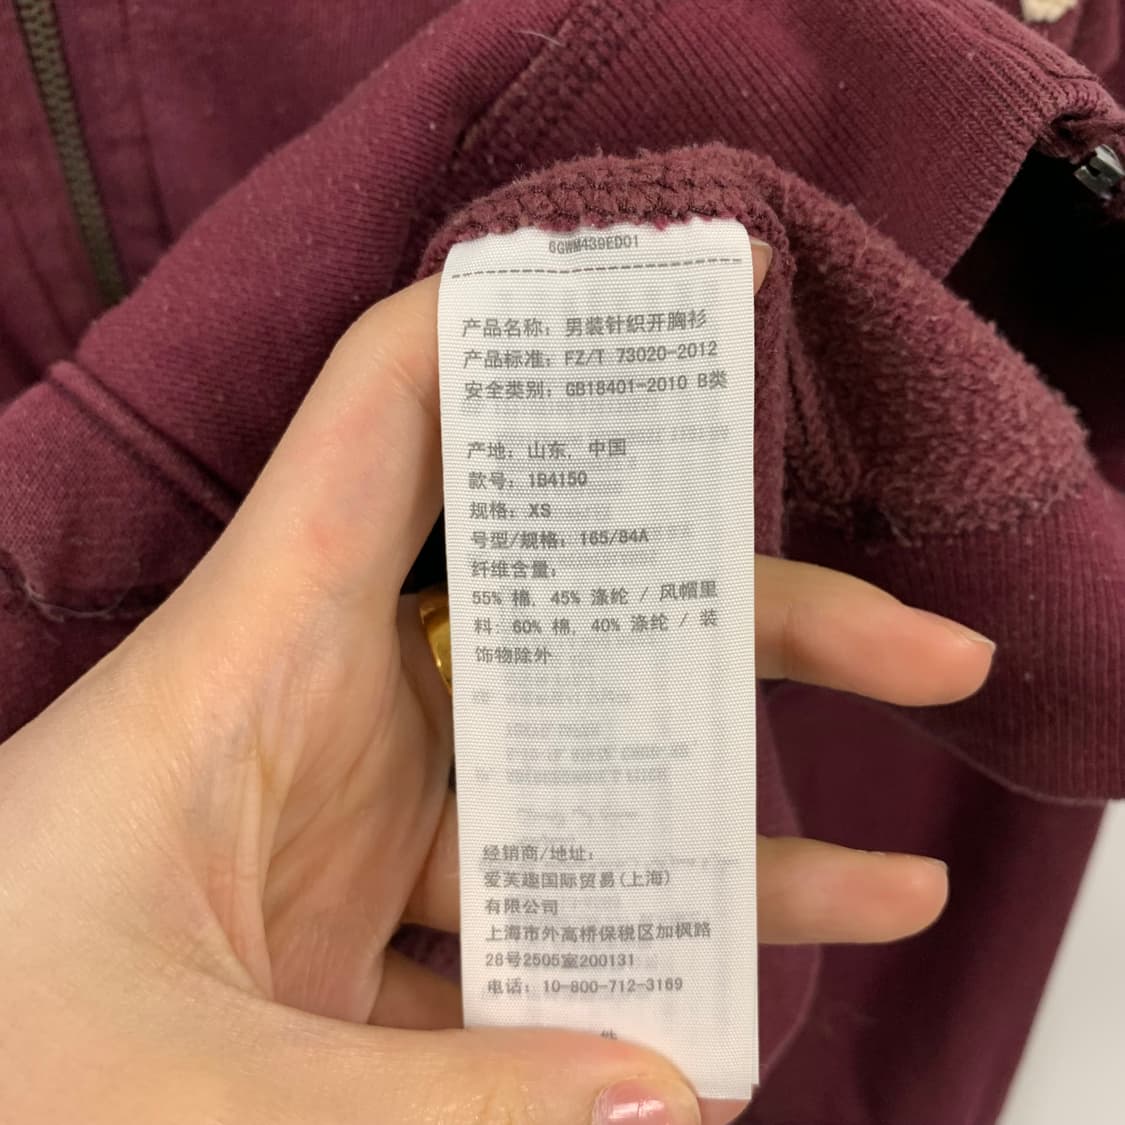 6GWM439ED01
产品名称：男装针织开胸衫
产品标准：FZ/T 73020-2012
安全类别：GB18401-2010 B类
产地：山东，中国
款号：1B4150
规格：XS
号型/规格：165/84A
纤维含量：
55% 棉，45% 涤纶 / 风帽里
料：60% 棉，40% 涤纶 / 装
饰物除外
经销商/地址：
爱芙趣国际贸易(上海)
有限公司
上海市外高桥保税区加枫路
28号2505室200131
电话：10-800-712-3169